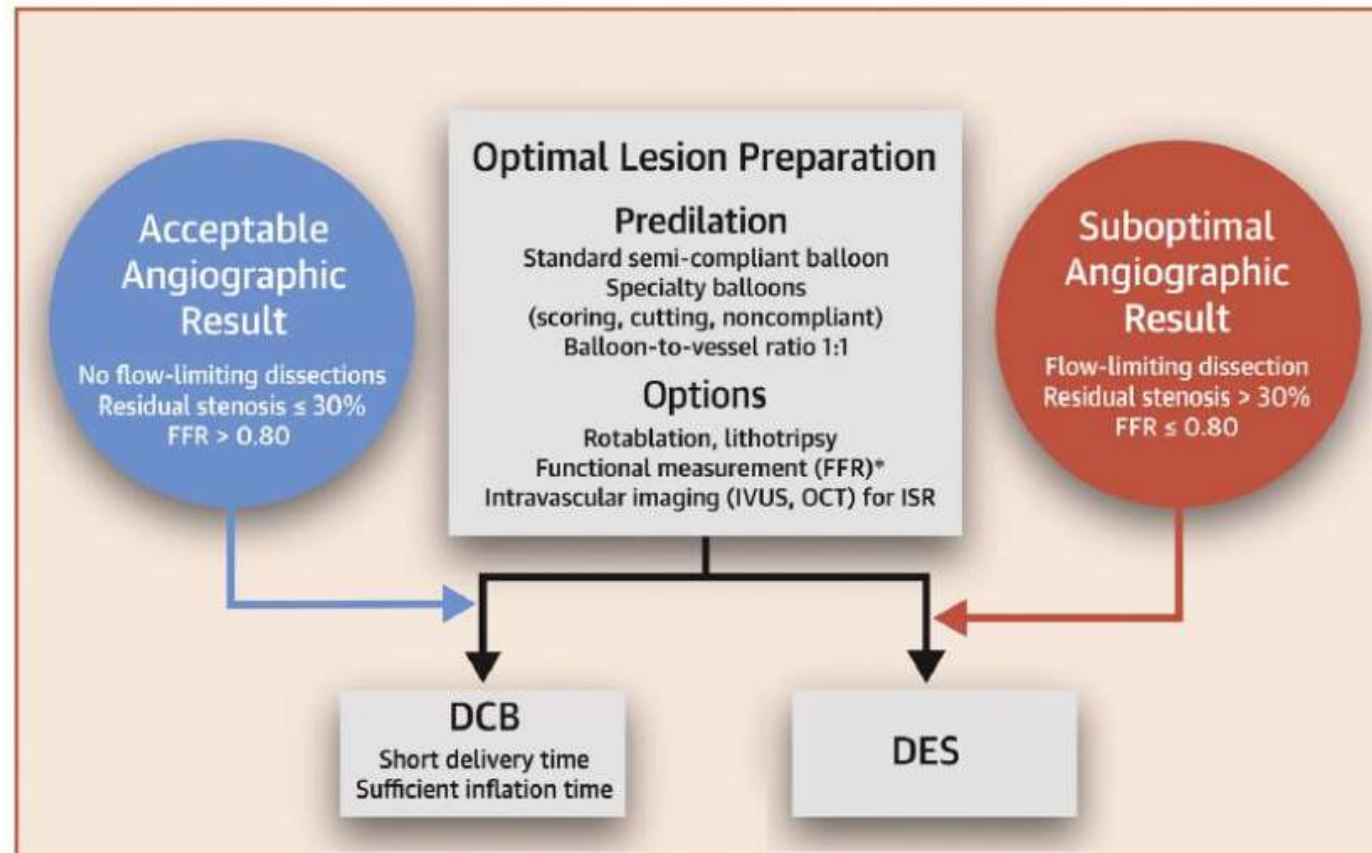 Acceptable
Angiographic
Result
No flow-limiting dissections
Residual stenosis ≤ 30%
FFR > 0.80
Optimal Lesion Preparation
Predilation
Standard semi-compliant balloon
Specialty balloons
(scoring, cutting, noncompliant)
Balloon-to-vessel ratio 1:1
Options
Rotablation, lithotripsy
Functional measurement (FFR)*
Intravascular imaging (IVUS, OCT) for ISR
Suboptimal
Angiographic
Result
Flow-limiting dissection
Residual stenosis > 30%
FFR ≤ 0.80
DCB
Short delivery time
Sufficient inflation time
DES